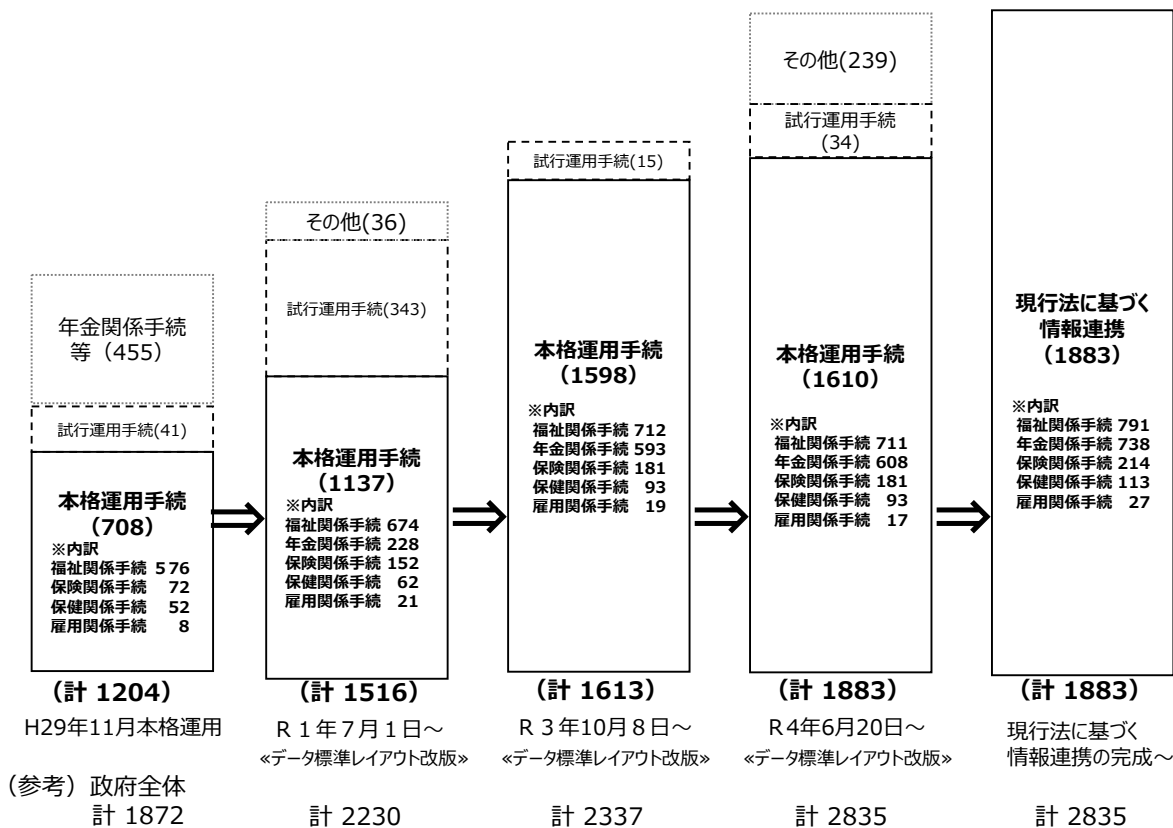 年金関係手続
等（455）
試行運用手続(41)
本格運用手続
（708）
※内訳
福祉関係手続 576
保険関係手続 72
保健関係手続 52
雇用関係手続 8
（計 1204）
H29年11月本格運用
その他(36)
試行運用手続(343)
本格運用手続
（1137）
※内訳
福祉関係手続 674
年金関係手続 228
保険関係手続 152
保健関係手続 62
雇用関係手続 21
（計 1516）
R１年７月１日～
≪データ標準レイアウト改版≫
試行運用手続(15)
本格運用手続
（1598）
※内訳
福祉関係手続 712
年金関係手続 593
保険関係手続 181
保健関係手続 93
雇用関係手続 19
（計 1613）
R３年10月８日～
≪データ標準レイアウト改版≫
その他(239)
試行運用手続
(34)
本格運用手続
（1610）
※内訳
福祉関係手続 711
年金関係手続 608
保険関係手続 181
保健関係手続 93
雇用関係手続 17
（計 1883）
R4年6月20日～
≪データ標準レイアウト改版≫
現行法に基づく
情報連携
（1883）
※内訳
福祉関係手続 791
年金関係手続 738
保険関係手続 214
保健関係手続 113
雇用関係手続 27
（計 1883）
現行法に基づく
情報連携の完成～
（参考）政府全体
計 1872
計 2230
計 2337
計 2835
計 2835